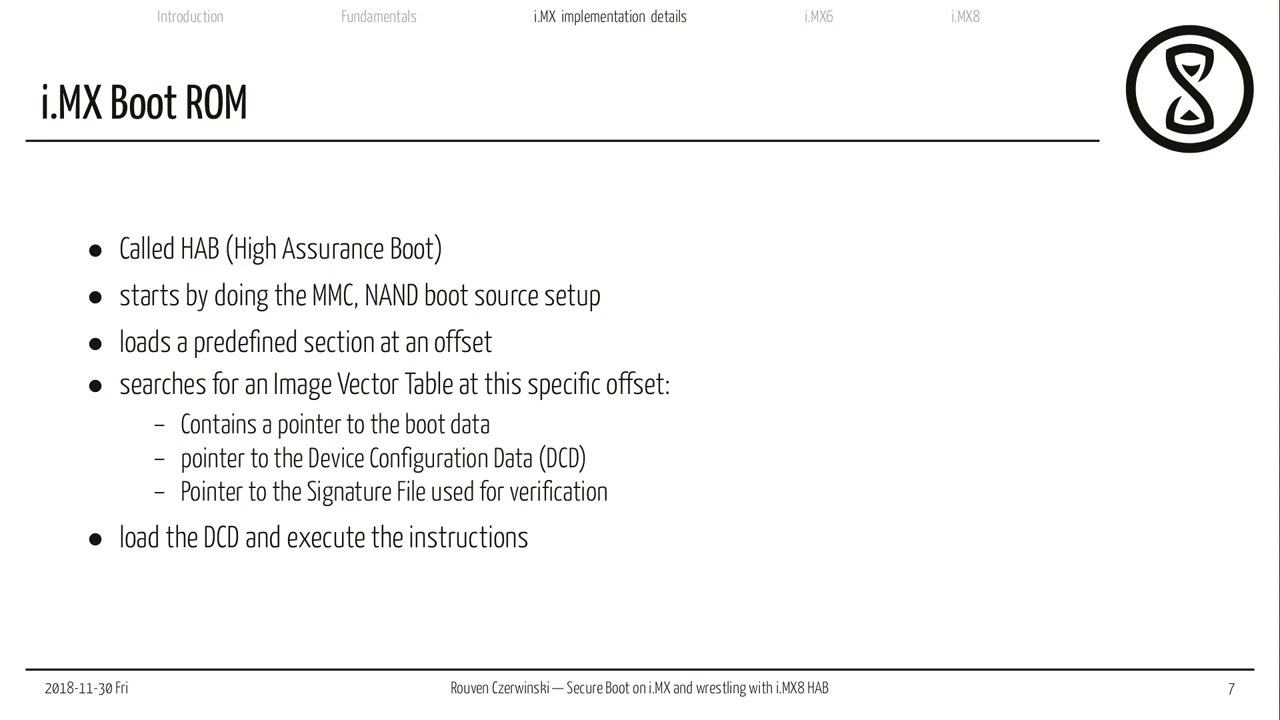 Introduction Fundamentals i.MX implementation details i.MX6 i.MX8
i.MX Boot ROM
● Called HAB (High Assurance Boot)
● starts by doing the MMC, NAND boot source setup
● loads a predefined section at an offset
● searches for an Image Vector Table at this specific offset:
– Contains a pointer to the boot data
– pointer to the Device Configuration Data (DCD)
– Pointer to the Signature File used for verification
● load the DCD and execute the instructions
2018-11-30 Fri Rouven Czerwinski — Secure Boot on i.MX and wrestling with i.MX8 HAB 7